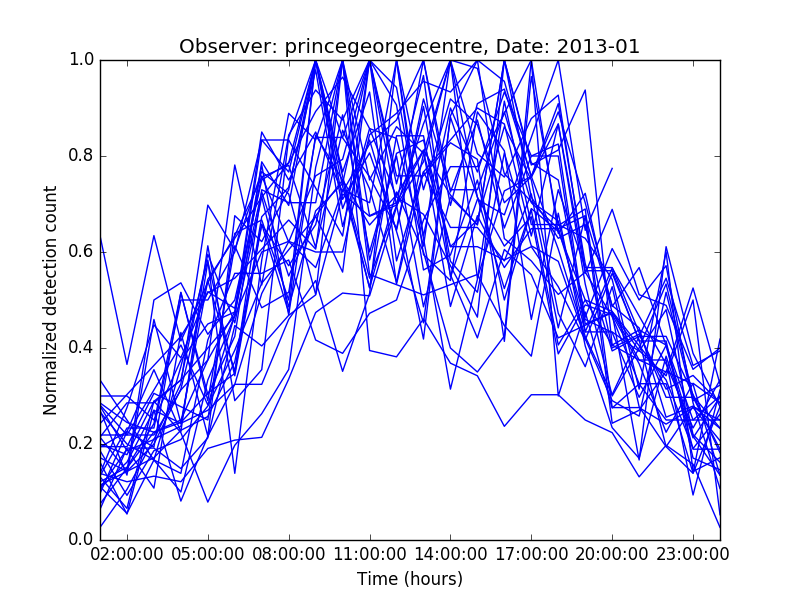 Observer: princegeorgecentre, Date: 2013-01
1.0
0.8
0.6
0.4
0.2
0.0
Normalized detection count
02:00:00 05:00:00 08:00:00 11:00:00 14:00:00 17:00:00 20:00:00 23:00:00
Time (hours)